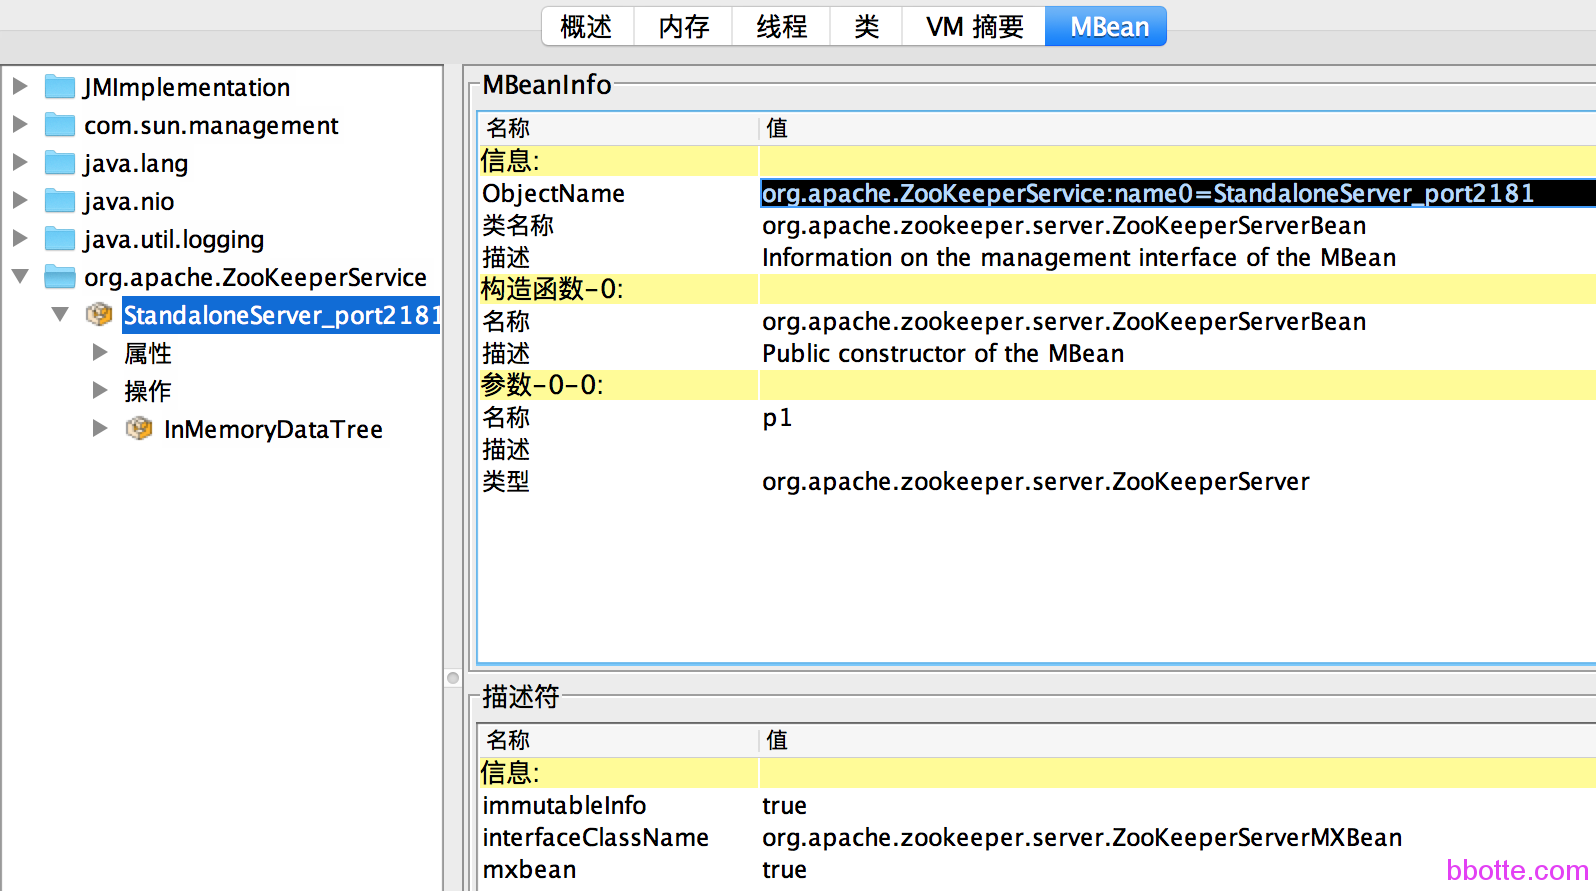 概述 内存 线程 类 VM 摘要 MBean
JMImplementation
com.sun.management
java.lang
java.nio
java.util.logging
org.apache.ZooKeeperService
StandaloneServer_port2181
属性
操作
InMemoryDataTree
MBeanInfo
名称 值
信息:
ObjectName org.apache.ZooKeeperService:name0=StandaloneServer_port2181
类名称 org.apache.zookeeper.server.ZooKeeperServerBean
描述 Information on the management interface of the MBean
构造函数-0:
名称 org.apache.zookeeper.server.ZooKeeperServerBean
描述 Public constructor of the MBean
参数-0-0:
名称 p1
描述
类型 org.apache.zookeeper.server.ZooKeeperServer
描述符
名称 值
信息:
immutableInfo true
interfaceClassName org.apache.zookeeper.server.ZooKeeperServerMXBean
mxbean true
bbotte.com